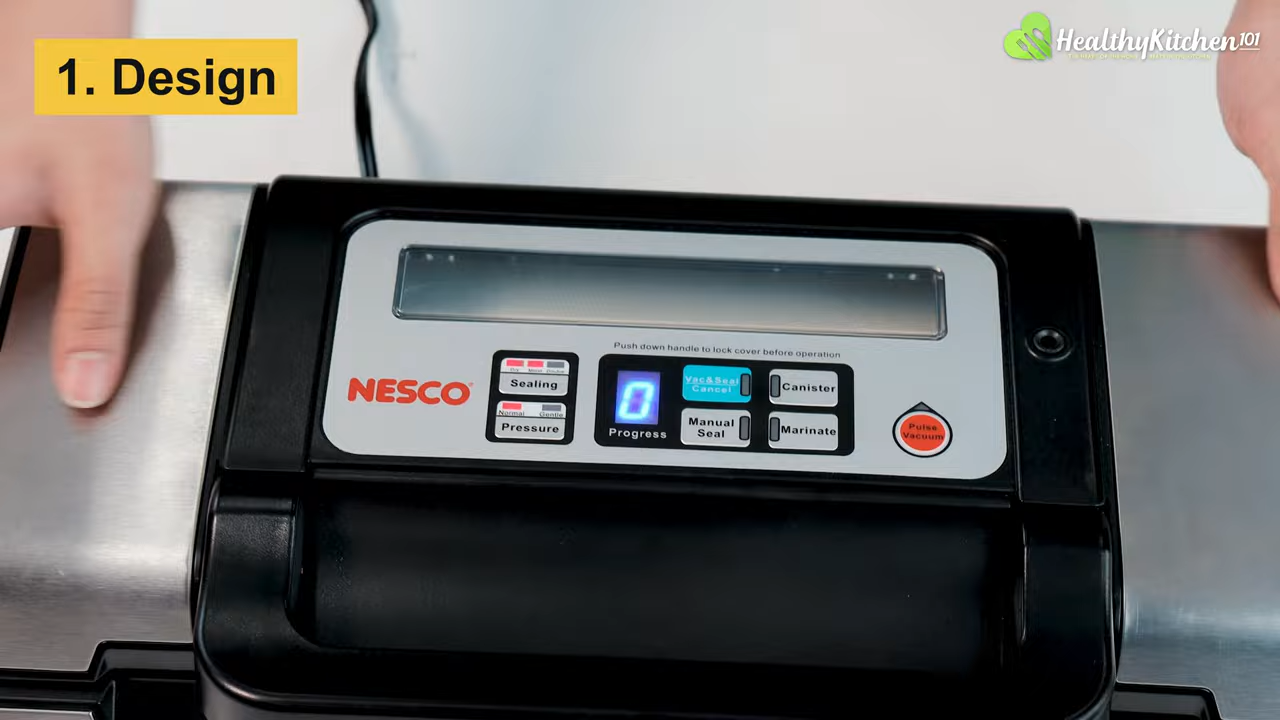 1. Design
HealthyKitchen101
Push down handle to lock cover before operation
NESCO®
Dry Moist Double
Sealing
Normal Gentle
Pressure
0
Progress
Vac&Seal
Cancel
Manual
Seal
Canister
Marinate
Pulse
Vacuum